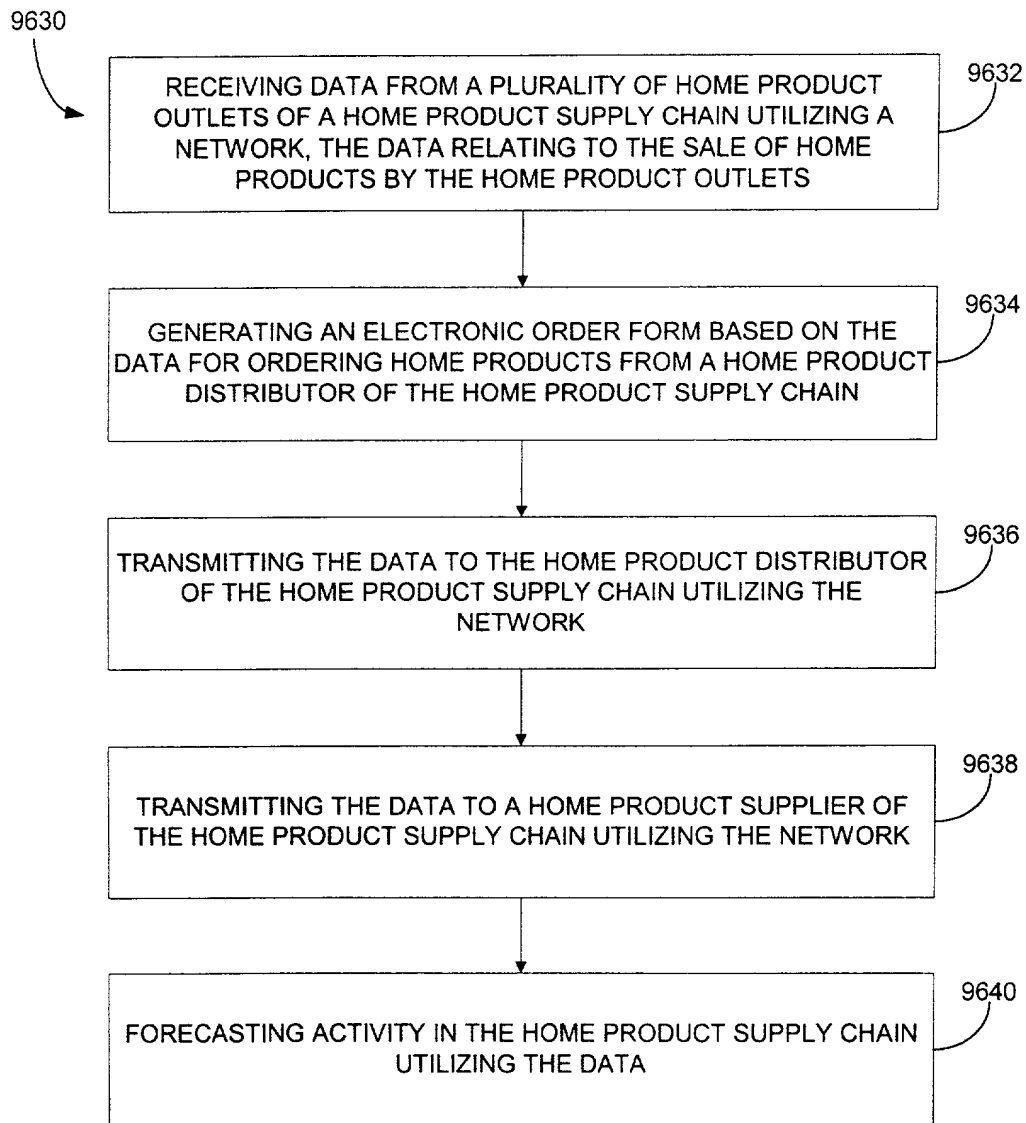 9630
9632
RECEIVING DATA FROM A PLURALITY OF HOME PRODUCT
OUTLETS OF A HOME PRODUCT SUPPLY CHAIN UTILIZING A
NETWORK, THE DATA RELATING TO THE SALE OF HOME
PRODUCTS BY THE HOME PRODUCT OUTLETS
9634
GENERATING AN ELECTRONIC ORDER FORM BASED ON THE
DATA FOR ORDERING HOME PRODUCTS FROM A HOME PRODUCT
DISTRIBUTOR OF THE HOME PRODUCT SUPPLY CHAIN
9636
TRANSMITTING THE DATA TO THE HOME PRODUCT DISTRIBUTOR
OF THE HOME PRODUCT SUPPLY CHAIN UTILIZING THE
NETWORK
9638
TRANSMITTING THE DATA TO A HOME PRODUCT SUPPLIER OF
THE HOME PRODUCT SUPPLY CHAIN UTILIZING THE NETWORK
9640
FORECASTING ACTIVITY IN THE HOME PRODUCT SUPPLY CHAIN
UTILIZING THE DATA